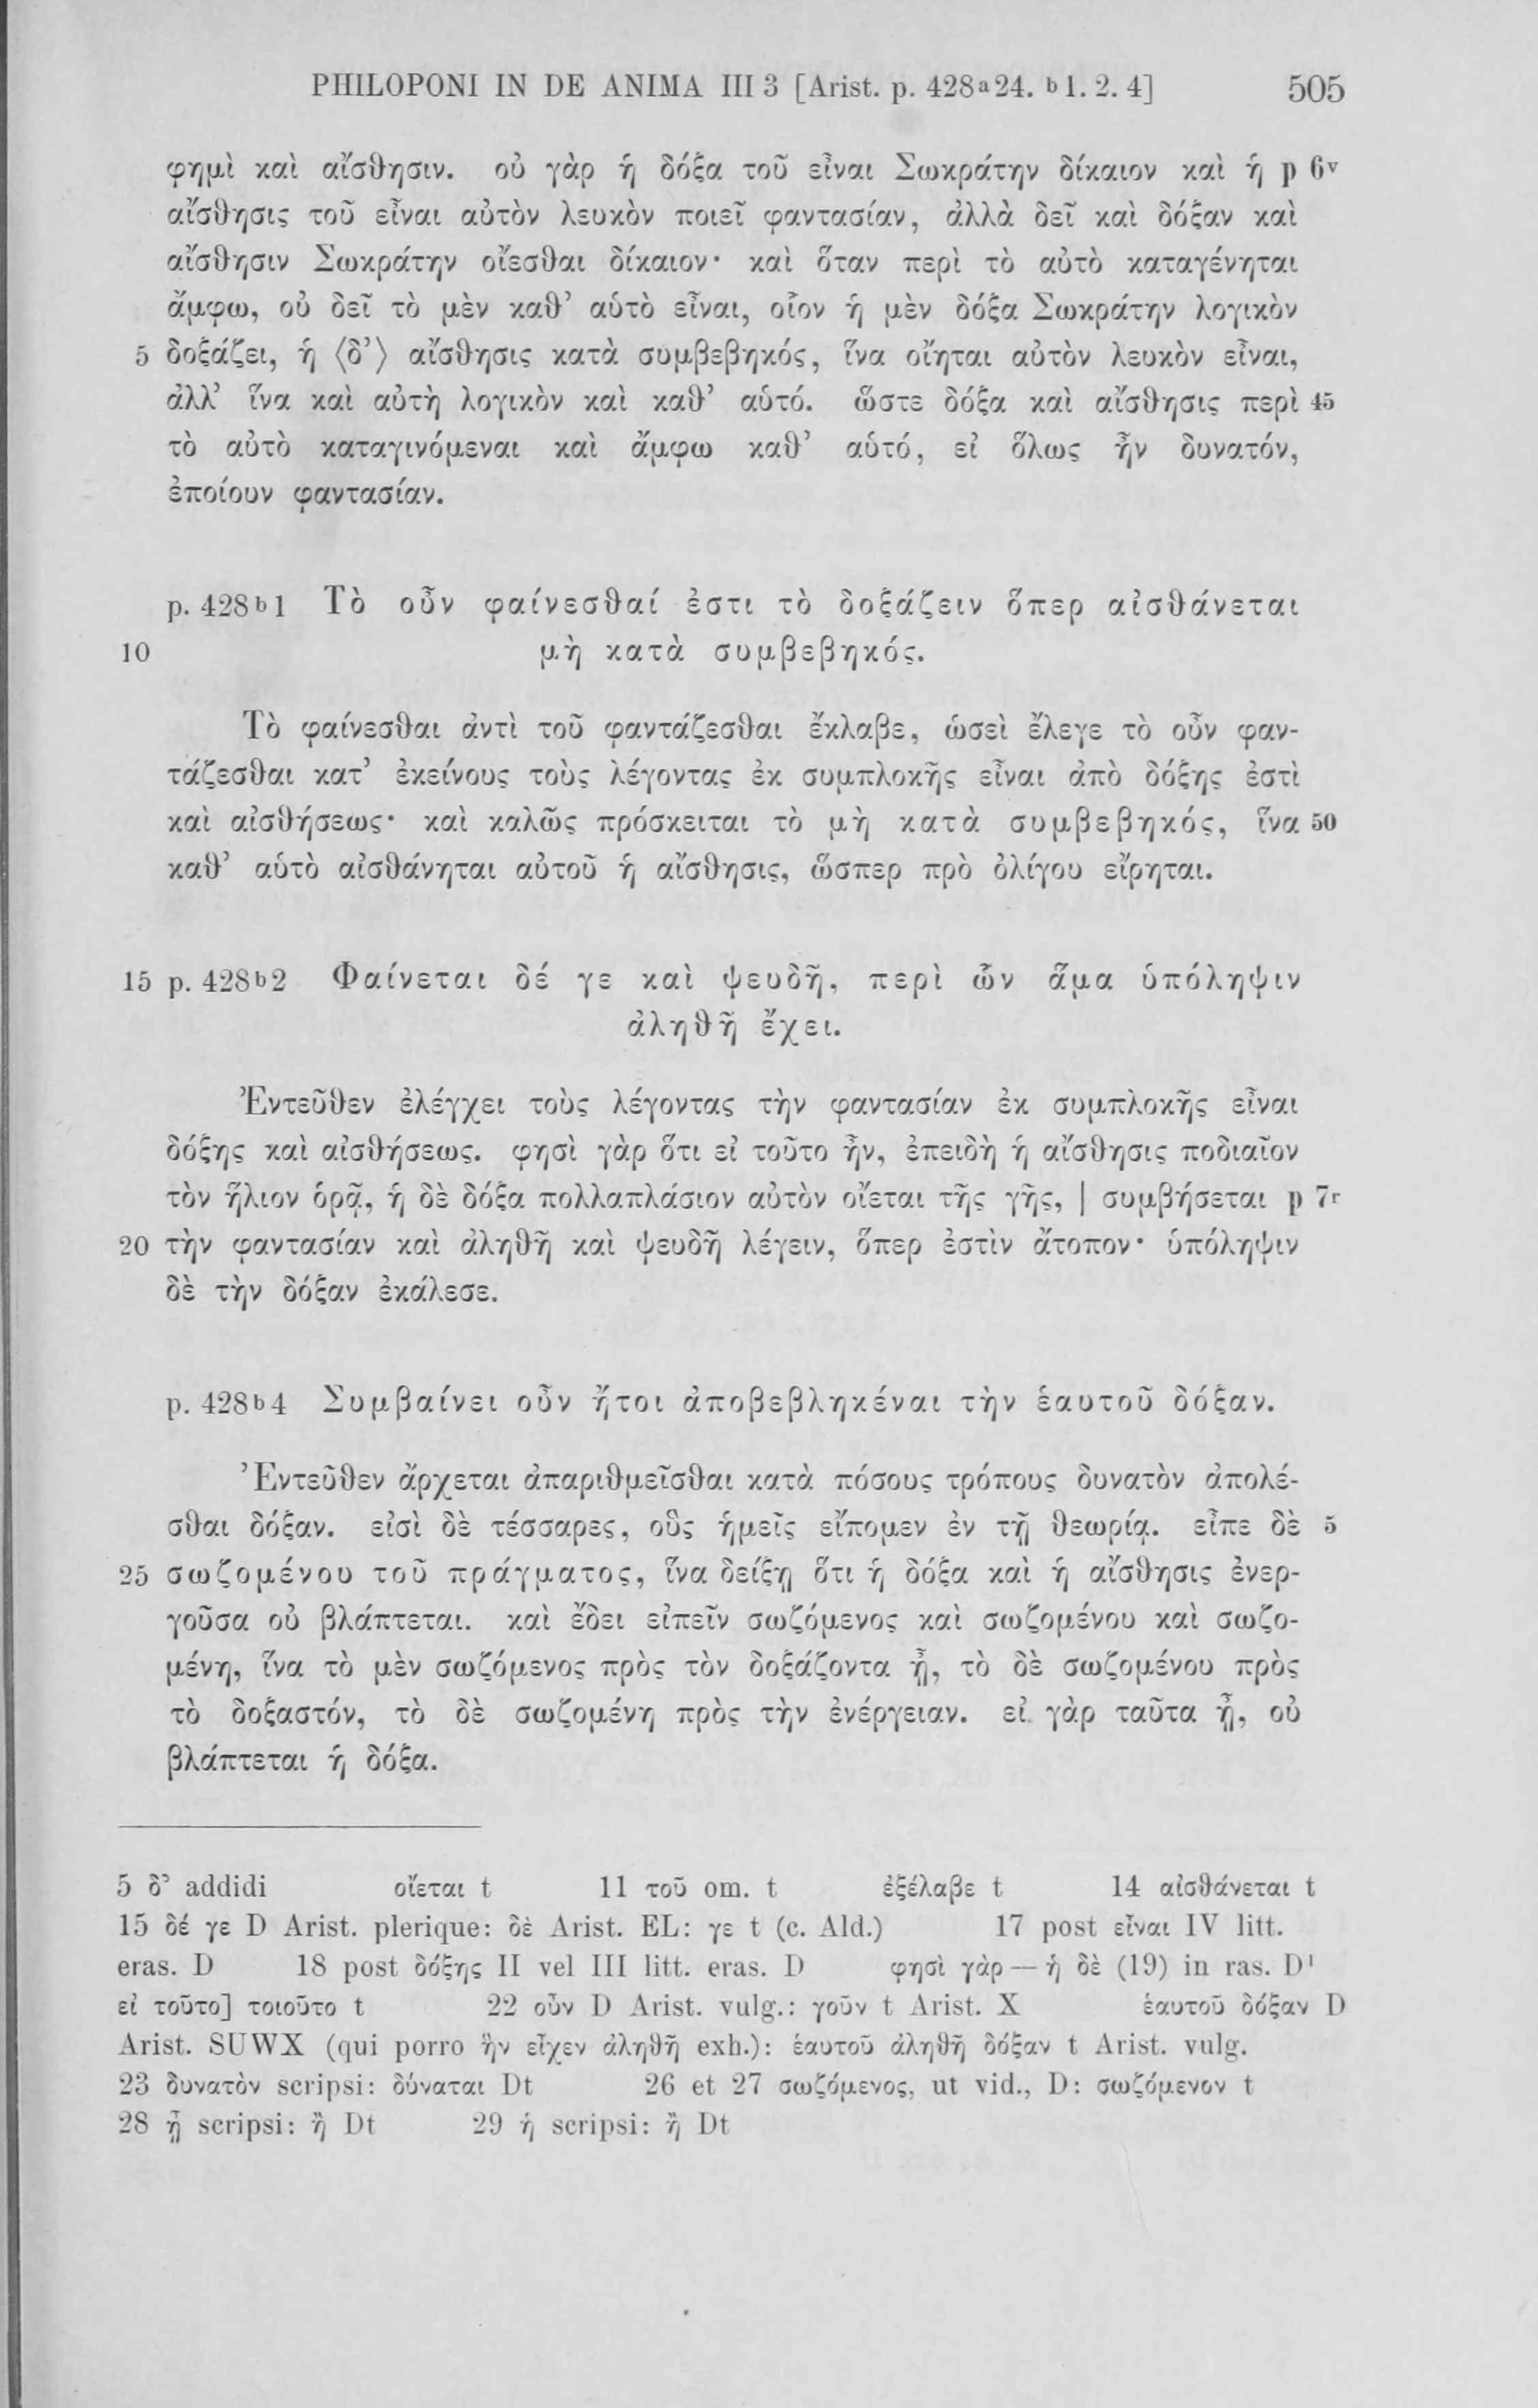 PHILOPONI IN DE ANIMA III 3 [Arist. p. 428a24. b1. 2. 4] 505
φημὶ καὶ αἴσθησιν. οὐ γὰρ ἡ δόξα τοῦ εἶναι Σωκράτην δίκαιον καὶ ἡ p 6v
αἴσθησις τοῦ εἶναι αὐτὸν λευκὸν ποιεῖ φαντασίαν, ἀλλὰ δεῖ καὶ δόξαν καὶ
αἴσθησιν Σωκράτην οἴεσθαι δίκαιον· καὶ ὅταν περὶ τὸ αὐτὸ καταγένηται
ἄμφω, οὐ δεῖ τὸ μὲν καθ’ αὑτὸ εἶναι, οἷον ἡ μὲν δόξα Σωκράτην λογικὸν
5 δοξάζει, ἡ ⟨δ’⟩ αἴσθησις κατὰ συμβεβηκός, ἵνα οἴηται αὐτὸν λευκὸν εἶναι,
ἀλλ’ ἵνα καὶ αὐτὴ λογικὸν καὶ καθ’ αὑτό. ὥστε δόξα καὶ αἴσθησις περὶ 45
τὸ αὐτὸ καταγινόμεναι καὶ ἄμφω καθ’ αὑτό, εἰ ὅλως ἦν δυνατόν,
ἐποίουν φαντασίαν.
p. 428b1 Τὸ οὖν φαίνεσθαί ἐστι τὸ δοξάζειν ὅπερ αἰσθάνεται
10 μὴ κατὰ συμβεβηκός.
Τὸ φαίνεσθαι ἀντὶ τοῦ φαντάζεσθαι ἔκλαβε, ὡσεὶ ἔλεγε τὸ οὖν φαν-
τάζεσθαι κατ’ ἐκείνους τοὺς λέγοντας ἐκ συμπλοκῆς εἶναι ἀπὸ δόξης ἐστὶ
καὶ αἰσθήσεως· καὶ καλῶς πρόσκειται τὸ μὴ κατὰ συμβεβηκός, ἵνα 50
καθ’ αὑτὸ αἰσθάνηται αὐτοῦ ἡ αἴσθησις, ὥσπερ πρὸ ὀλίγου εἴρηται.
15 p. 428b2 Φαίνεται δέ γε καὶ ψευδῆ, περὶ ὧν ἅμα ὑπόληψιν
ἀληθῆ ἔχει.
Ἐντεῦθεν ἐλέγχει τοὺς λέγοντας τὴν φαντασίαν ἐκ συμπλοκῆς εἶναι
δόξης καὶ αἰσθήσεως. φησὶ γὰρ ὅτι εἰ τοῦτο ἦν, ἐπειδὴ ἡ αἴσθησις ποδιαῖον
τὸν ἥλιον ὁρᾷ, ἡ δὲ δόξα πολλαπλάσιον αὐτὸν οἴεται τῆς γῆς, | συμβήσεται p 7r
20 τὴν φαντασίαν καὶ ἀληθῆ καὶ ψευδῆ λέγειν, ὅπερ ἐστὶν ἄτοπον· ὑπόληψιν
δὲ τὴν δόξαν ἐκάλεσε.
p. 428b4 Συμβαίνει οὖν ἤτοι ἀποβεβληκέναι τὴν ἑαυτοῦ δόξαν.
Ἐντεῦθεν ἄρχεται ἀπαριθμεῖσθαι κατὰ πόσους τρόπους δυνατὸν ἀπολέ-
σθαι δόξαν. εἰσὶ δὲ τέσσαρες, οὓς ἡμεῖς εἴπομεν ἐν τῇ θεωρίᾳ. εἶπε δὲ 5
25 σωζομένου τοῦ πράγματος, ἵνα δείξῃ ὅτι ἡ δόξα καὶ ἡ αἴσθησις ἐνερ-
γοῦσα οὐ βλάπτεται. καὶ ἔδει εἰπεῖν σωζόμενος καὶ σωζομένου καὶ σωζο-
μένη, ἵνα τὸ μὲν σωζόμενος πρὸς τὸν δοξάζοντα ᾖ, τὸ δὲ σωζομένου πρὸς
τὸ δοξαστόν, τὸ δὲ σωζομένη πρὸς τὴν ἐνέργειαν. εἰ γὰρ ταῦτα ᾖ, οὐ
βλάπτεται ἡ δόξα.
5 δ’ addidi οἴεται t 11 τοῦ om. t ἐξέλαβε t 14 αἰσθάνεται t
15 δέ γε D Arist. plerique: δὲ Arist. EL: γε t (c. Ald.) 17 post εἶναι IV litt.
eras. D 18 post δόξης II vel III litt. eras. D φησὶ γὰρ — ἡ δὲ (19) in ras. D1
εἰ τοῦτο] τοιοῦτο t 22 οὖν D Arist. vulg.: γοῦν t Arist. X ἑαυτοῦ δόξαν D
Arist. SUWX (qui porro ἣν εἶχεν ἀληθῆ exh.): ἑαυτοῦ ἀληθῆ δόξαν t Arist. vulg.
23 δυνατὸν scripsi: δύναται Dt 26 et 27 σωζόμενος, ut vid., D: σωζόμενον t
28 ᾖ scripsi: ἢ Dt 29 ἡ scripsi: ἢ Dt